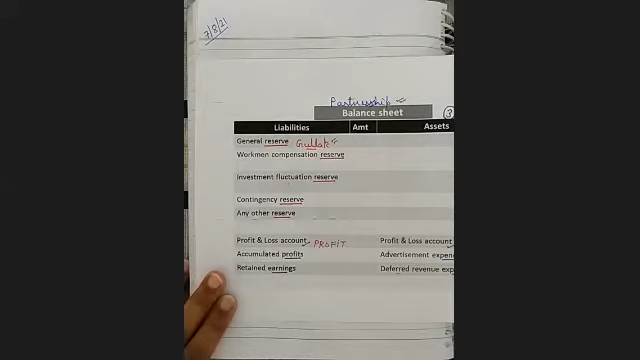 7/8/21
Partnership
Balance sheet
3
Liabilities Amt Assets
General reserve Gullak
Workmen compensation reserve
Investment fluctuation reserve
Contingency reserve
Any other reserve
Profit & Loss account PROFIT Profit & Loss account
Accumulated profits Advertisement expen
Retained earnings Deferred revenue exp